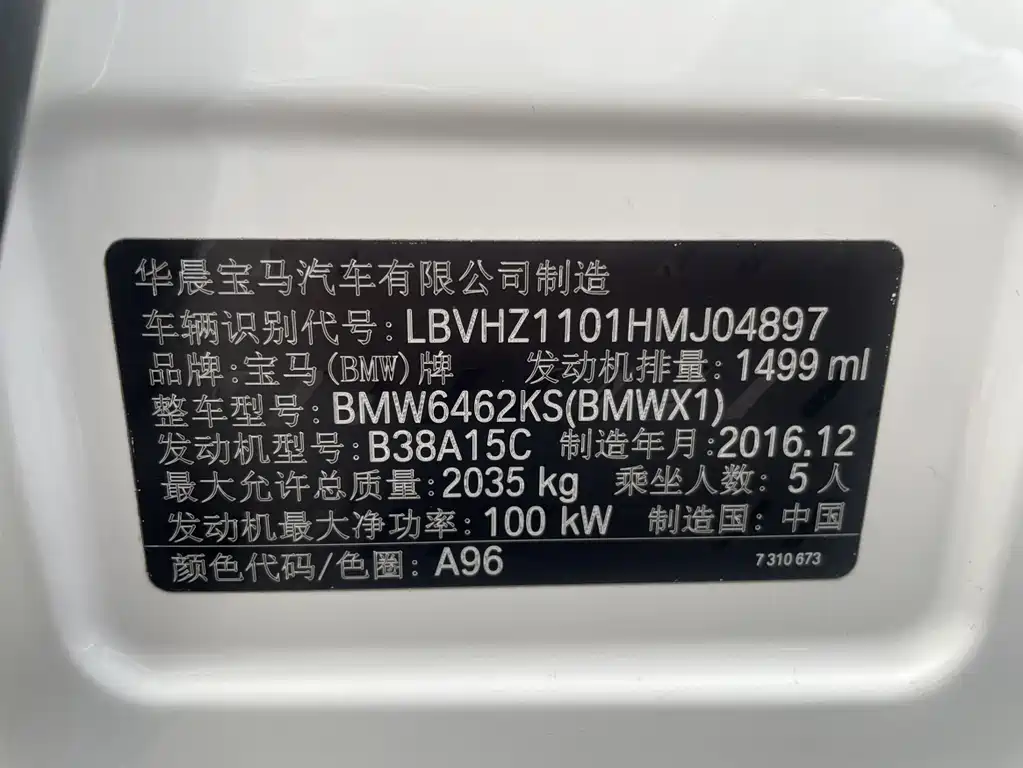 华晨宝马汽车有限公司制造
车辆识别代号: LBVHZ1101HMJ04897
品牌: 宝马(BMW)牌 发动机排量: 1499 ml
整车型号: BMW6462KS(BMWX1)
发动机型号: B38A15C 制造年月: 2016.12
最大允许总质量: 2035 kg 乘坐人数: 5 人
发动机最大净功率: 100 kW 制造国: 中国
颜色代码/色圈: A96 7 310 673